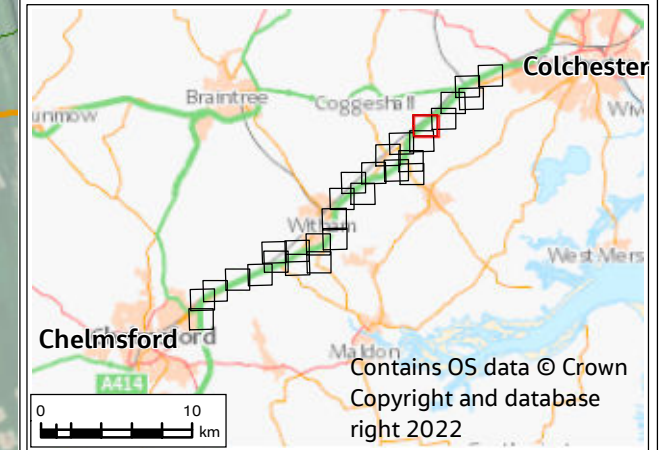 Colchester
Braintree
Coggeshall
unmow
Wiv
Witham
West Mers
Chelmsford
Maldon
A414
Contains OS data © Crown
Copyright and database
right 2022
0 10
km